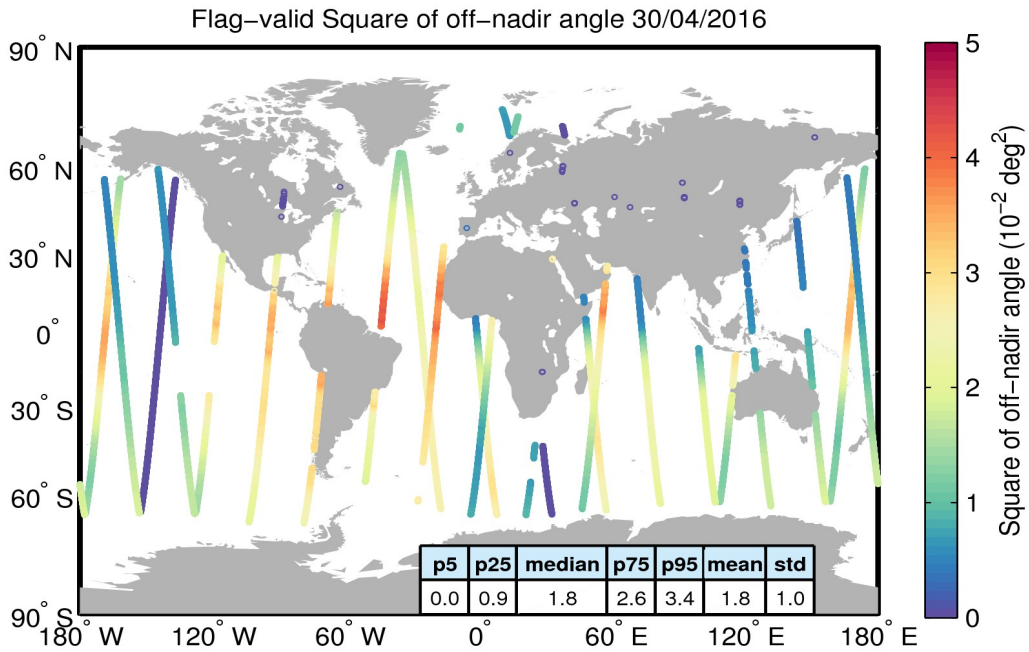 Flag−valid Square of off−nadir angle 30/04/2016
90° N
60° N
30° N
0°
30° S
60° S
90° S
180° W
120° W
60° W
0°
60° E
120° E
180° E
p5 p25 median p75 p95 mean std
0.0 0.9 1.8 2.6 3.4 1.8 1.0
5
4
3
2
1
0
Square of off−nadir angle (10⁻² deg²)